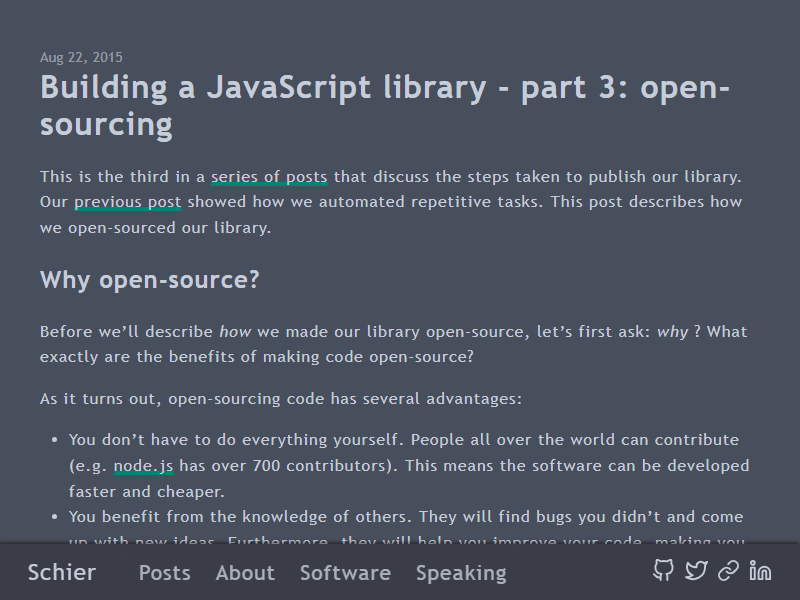 Aug 22, 2015
Building a JavaScript library - part 3: open-
sourcing
This is the third in a series of posts that discuss the steps taken to publish our library.
Our previous post showed how we automated repetitive tasks. This post describes how
we open-sourced our library.
Why open-source?
Before we’ll describe how we made our library open-source, let’s first ask: why ? What
exactly are the benefits of making code open-source?
As it turns out, open-sourcing code has several advantages:
• You don’t have to do everything yourself. People all over the world can contribute
(e.g. node.js has over 700 contributors). This means the software can be developed
faster and cheaper.
• You benefit from the knowledge of others. They will find bugs you didn’t and come
up with new ideas. Furthermore, they will help you improve your code, making you
Schier Posts About Software Speaking